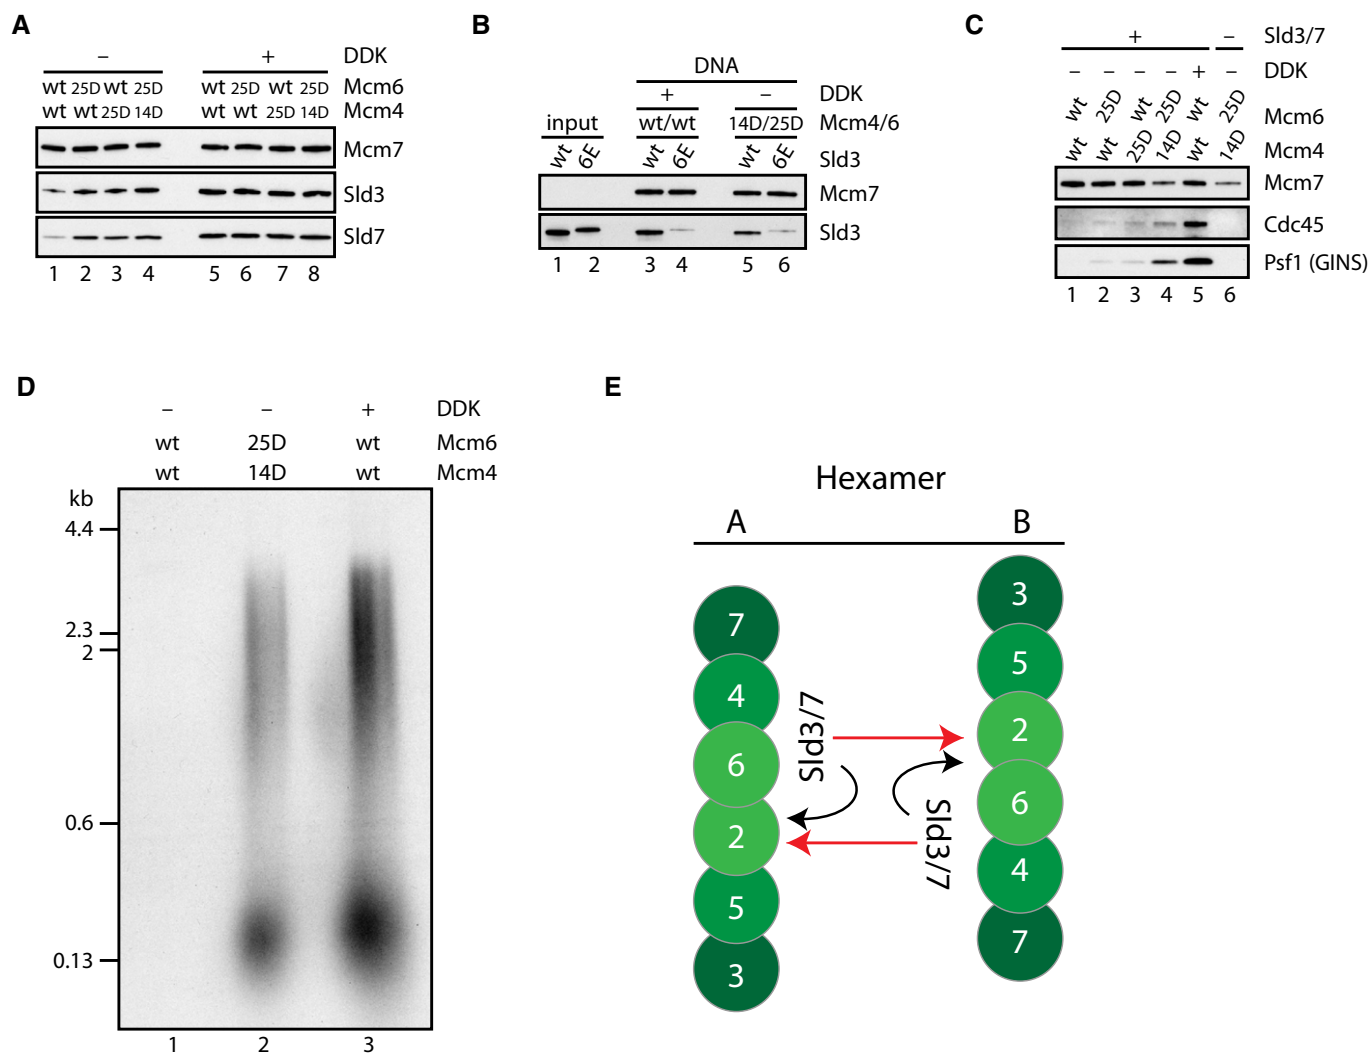 A
– + DDK
wt 25D wt 25D wt 25D wt 25D Mcm6
wt wt 25D 14D wt wt 25D 14D Mcm4
Mcm7
Sld3
Sld7
1 2 3 4 5 6 7 8
B
DNA
+ – DDK
input wt/wt 14D/25D Mcm4/6
wt 6E wt 6E wt 6E Sld3
Mcm7
Sld3
1 2 3 4 5 6
C
+ – Sld3/7
– – – – + – DDK
wt 25D wt 25D wt 25D Mcm6
wt wt 25D 14D wt 14D Mcm4
Mcm7
Cdc45
Psf1 (GINS)
1 2 3 4 5 6
D
– – + DDK
wt 25D wt Mcm6
wt 14D wt Mcm4
kb
4.4
2.3
2
0.6
0.13
1 2 3
E
Hexamer
A B
7
4
6
2
5
3
Sld3/7
Sld3/7
3
5
2
6
4
7